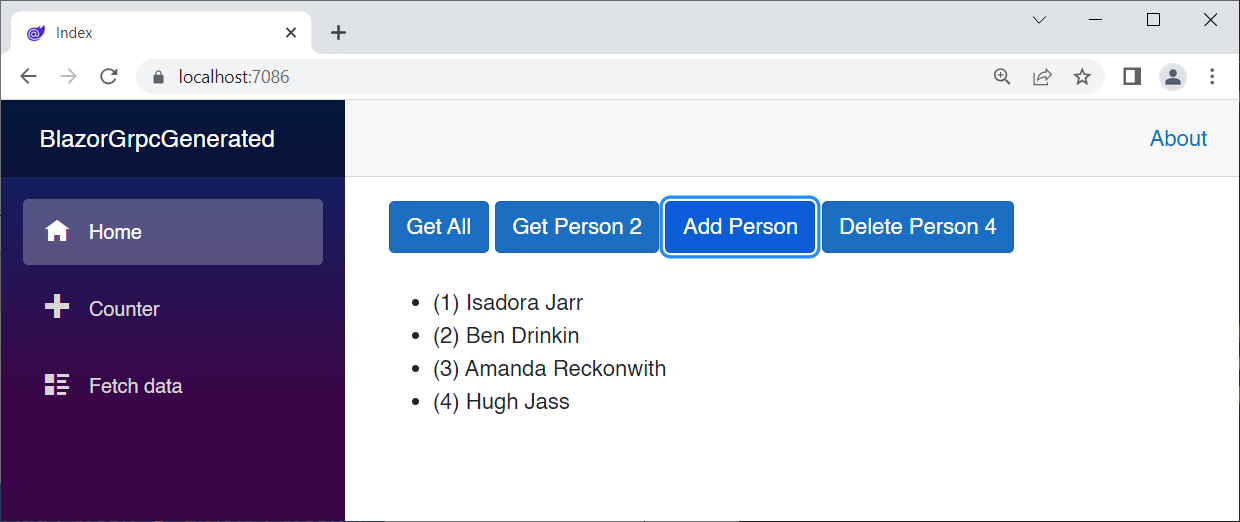 Index
localhost:7086
BlazorGrpcGenerated
About
Home
Counter
Fetch data
Get All Get Person 2 Add Person Delete Person 4
(1) Isadora Jarr
(2) Ben Drinkin
(3) Amanda Reckonwith
(4) Hugh Jass